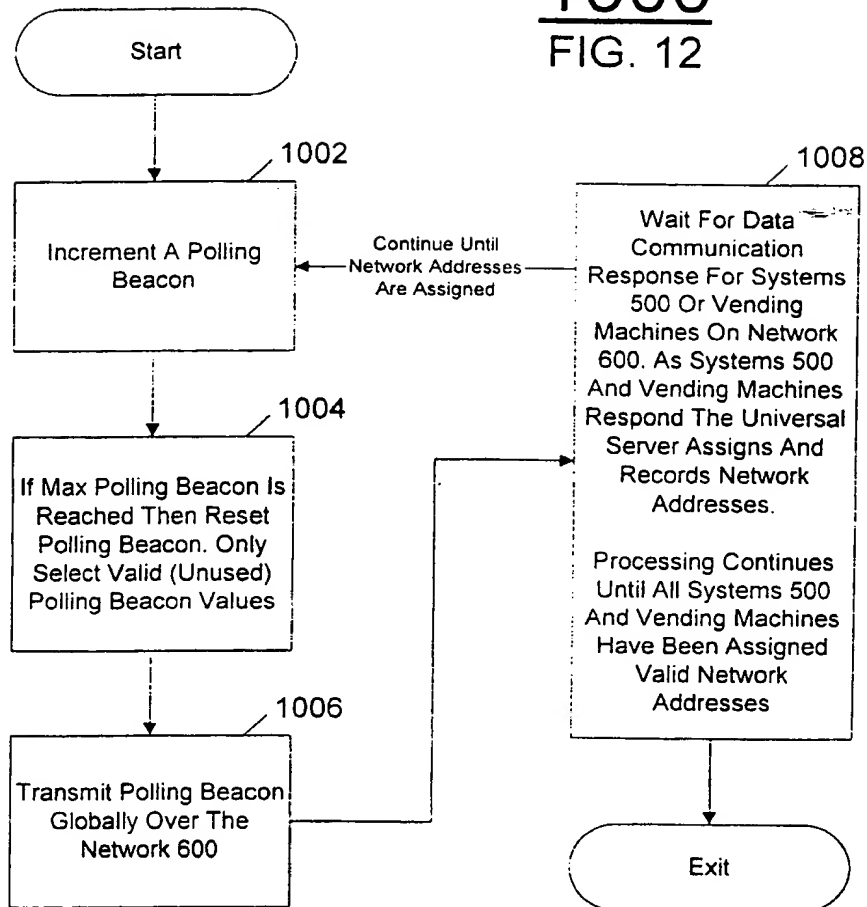 1000
FIG. 12
Start
1002
Increment A Polling
Beacon
Continue Until
Network Addresses
Are Assigned
1004
If Max Polling Beacon Is
Reached Then Reset
Polling Beacon. Only
Select Valid (Unused)
Polling Beacon Values
1006
Transmit Polling Beacon
Globally Over The
Network 600
1008
Wait For Data
Communication
Response For Systems
500 Or Vending
Machines On Network
600. As Systems 500
And Vending Machines
Respond The Universal
Server Assigns And
Records Network
Addresses.
Processing Continues
Until All Systems 500
And Vending Machines
Have Been Assigned
Valid Network
Addresses
Exit